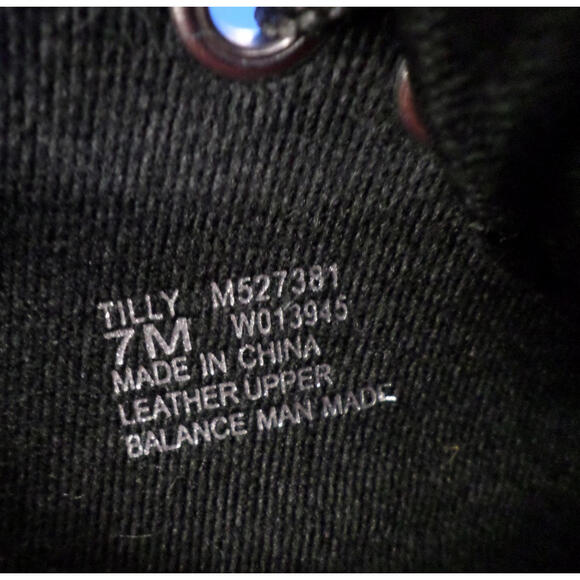 TILLY M527381
7M W013945
MADE IN CHINA
LEATHER UPPER
BALANCE MAN MADE